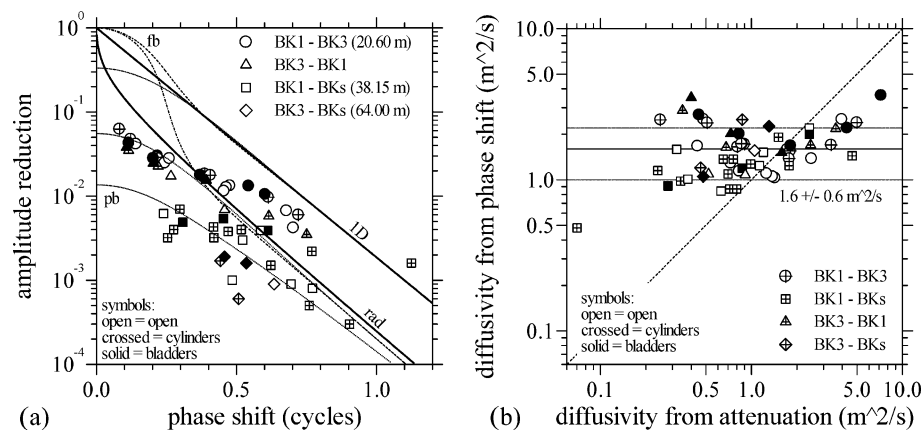 10^0
10^-1
10^-2
10^-3
10^-4
amplitude reduction
fb
pb
1D
rad
BK1 - BK3 (20.60 m)
BK3 - BK1
BK1 - BKs (38.15 m)
BK3 - BKs (64.00 m)
symbols:
open = open
crossed = cylinders
solid = bladders
0.0 0.5 1.0
(a) phase shift (cycles)
diffusivity from phase shift (m^2/s)
10.0
5.0
1.0
0.5
0.1
1.6 +/- 0.6 m^2/s
BK1 - BK3
BK1 - BKs
BK3 - BK1
BK3 - BKs
symbols:
open = open
crossed = cylinders
solid = bladders
0.1 0.5 1.0 5.0 10.0
(b) diffusivity from attenuation (m^2/s)